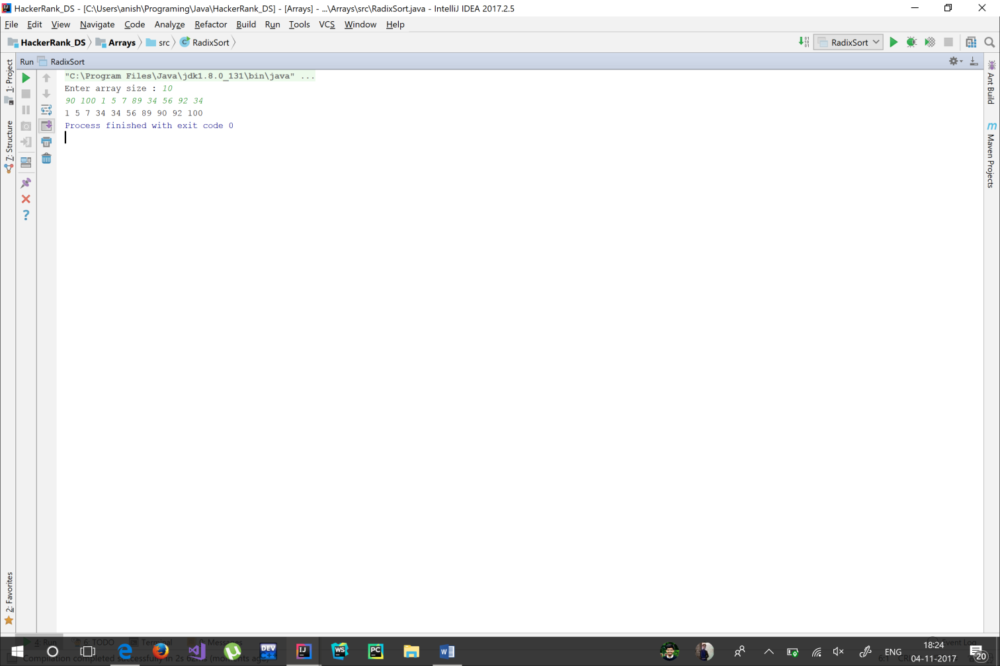 HackerRank_DS - [C:\Users\anish\Programing\Java\HackerRank_DS] - [Arrays] - ...\Arrays\src\RadixSort.java - IntelliJ IDEA 2017.2.5
File Edit View Navigate Code Analyze Refactor Build Run Tools VCS Window Help
HackerRank_DS Arrays src RadixSort RadixSort
Run RadixSort
"C:\Program Files\Java\jdk1.8.0_131\bin\java" ...
Enter array size : 10
90 100 1 5 7 89 34 56 92 34
1 5 7 34 34 56 89 90 92 100
Process finished with exit code 0
1: Project
7: Structure
2: Favorites
Ant Build
m Maven Projects
4: Run 6: TODO Terminal Event Log
Compilation completed successfully in 2s
DEV
IJ
WS
PC
W
ENG
18:24
04-11-2017
20
6:1